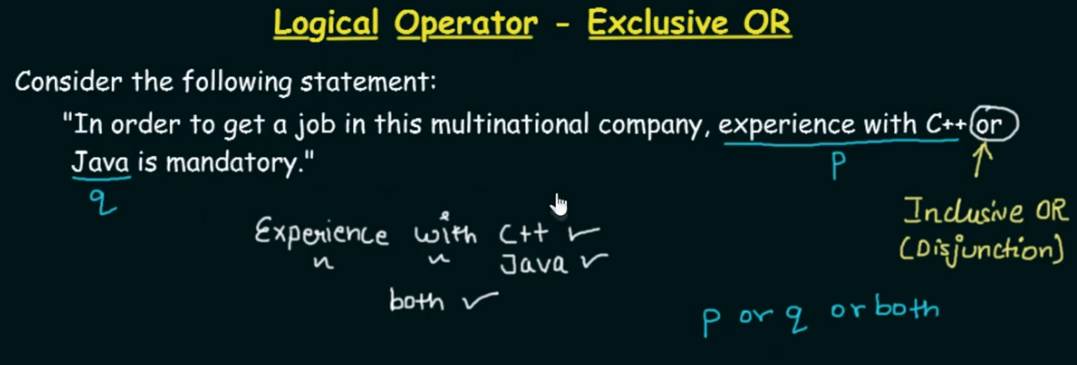 Logical Operator - Exclusive OR
Consider the following statement:
"In order to get a job in this multinational company, experience with C++ or
Java is mandatory."
p
q
Inclusive OR
(Disjunction)
Experience with C++ ✓
" " Java ✓
both ✓
p or q or both